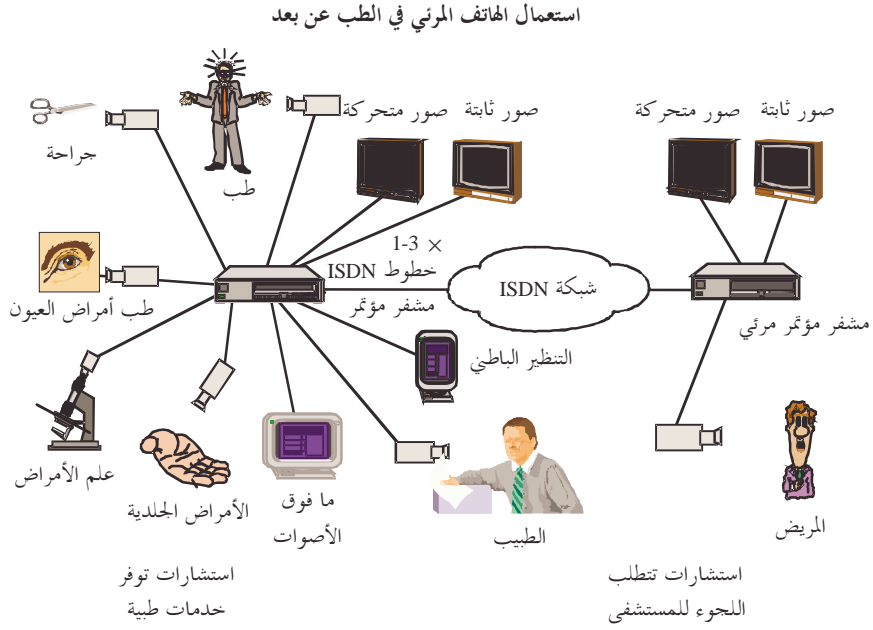 استعمال الهاتف المرئي في الطب عن بعد
صور ثابتة
صور متحركة
صور ثابتة
صور متحركة
جراحة
طب
1-3 ×
خطوط ISDN
شبكة ISDN
مشفر مؤتمر
مشفر مؤتمر مرئي
طب أمراض العيون
التنظير الباطني
علم الأمراض
الأمراض الجلدية
ما فوق
الأصوات
الطبيب
المريض
استشارات توفر
خدمات طبية
استشارات تتطلب
اللجوء للمستشفى